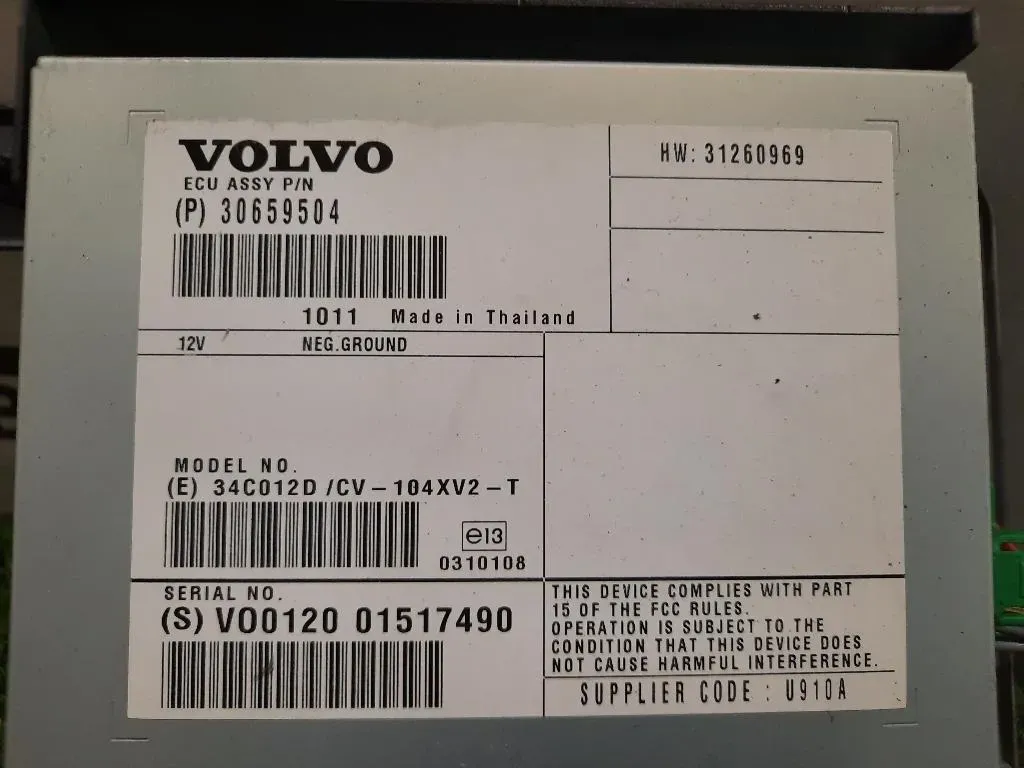 VOLVO
ECU ASSY P/N
(P) 30659504
HW: 31260969
1011 Made in Thailand
12V NEG.GROUND
MODEL NO.
(E) 34C012D /CV-104XV2-T
e13
0310108
SERIAL NO.
(S) VO0120 01517490
THIS DEVICE COMPLIES WITH PART
15 OF THE FCC RULES.
OPERATION IS SUBJECT TO THE
CONDITION THAT THIS DEVICE DOES
NOT CAUSE HARMFUL INTERFERENCE.
SUPPLIER CODE : U910A